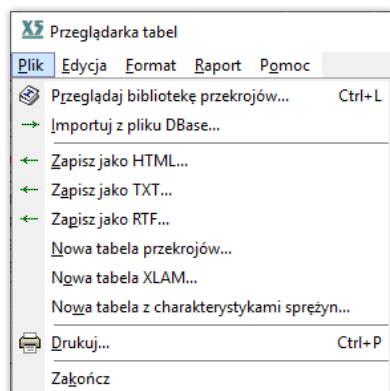 X5 Przeglądarka tabel
Plik Edycja Format Raport Pomoc
Przeglądaj bibliotekę przekrojów... Ctrl+L
Importuj z pliku DBase...
Zapisz jako HTML...
Zapisz jako TXT...
Zapisz jako RTF...
Nowa tabela przekrojów...
Nowa tabela XLAM...
Nowa tabela z charakterystykami sprężyn...
Drukuj... Ctrl+P
Zakończ